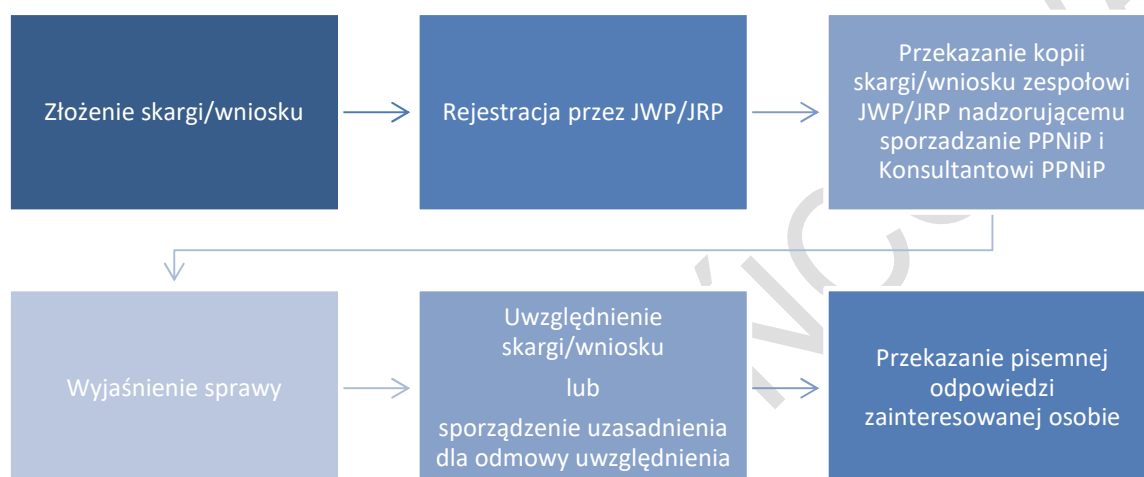 Złożenie skargi/wniosku
Rejestracja przez JWP/JRP
Przekazanie kopii
skargi/wniosku zespołowi
JWP/JRP nadzorującemu
sporzadzanie PPNiP i
Konsultantowi PPNiP
Wyjaśnienie sprawy
Uwzględnienie
skargi/wniosku
lub
sporządzenie uzasadnienia
dla odmowy uwzględnienia
Przekazanie pisemnej
odpowiedzi
zainteresowanej osobie